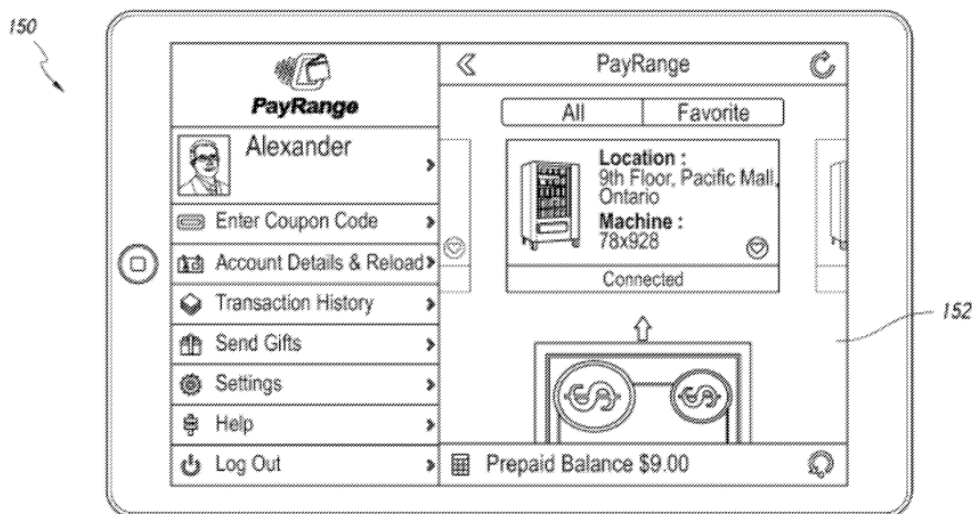 150
PayRange
Alexander
Enter Coupon Code
Account Details & Reload
Transaction History
Send Gifts
Settings
Help
Log Out
PayRange
All Favorite
Location :
9th Floor, Pacific Mall,
Ontario
Machine :
78x928
Connected
152
Prepaid Balance $9.00